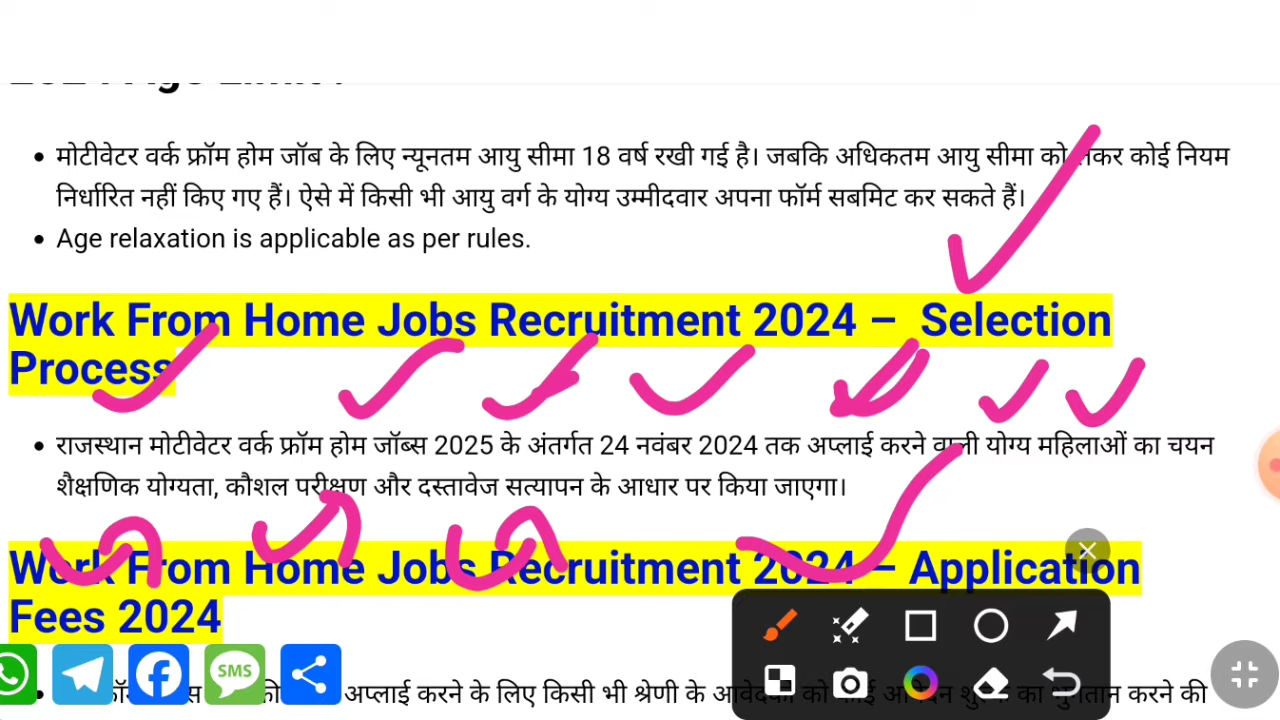 मोटीवेटर वर्क फ्रॉम होम जॉब के लिए न्यूनतम आयु सीमा 18 वर्ष रखी गई है। जबकि अधिकतम आयु सीमा को लेकर कोई नियम
निर्धारित नहीं किए गए हैं। ऐसे में किसी भी आयु वर्ग के योग्य उम्मीदवार अपना फॉर्म सबमिट कर सकते हैं।
Age relaxation is applicable as per rules.
Work From Home Jobs Recruitment 2024 – Selection
Process
राजस्थान मोटीवेटर वर्क फ्रॉम होम जॉब्स 2025 के अंतर्गत 24 नवंबर 2024 तक अप्लाई करने वाली योग्य महिलाओं का चयन
शैक्षणिक योग्यता, कौशल परीक्षण और दस्तावेज सत्यापन के आधार पर किया जाएगा।
Work From Home Jobs Recruitment 2024 – Application
Fees 2024
SMS
अप्लाई करने के लिए किसी भी श्रेणी के करने की